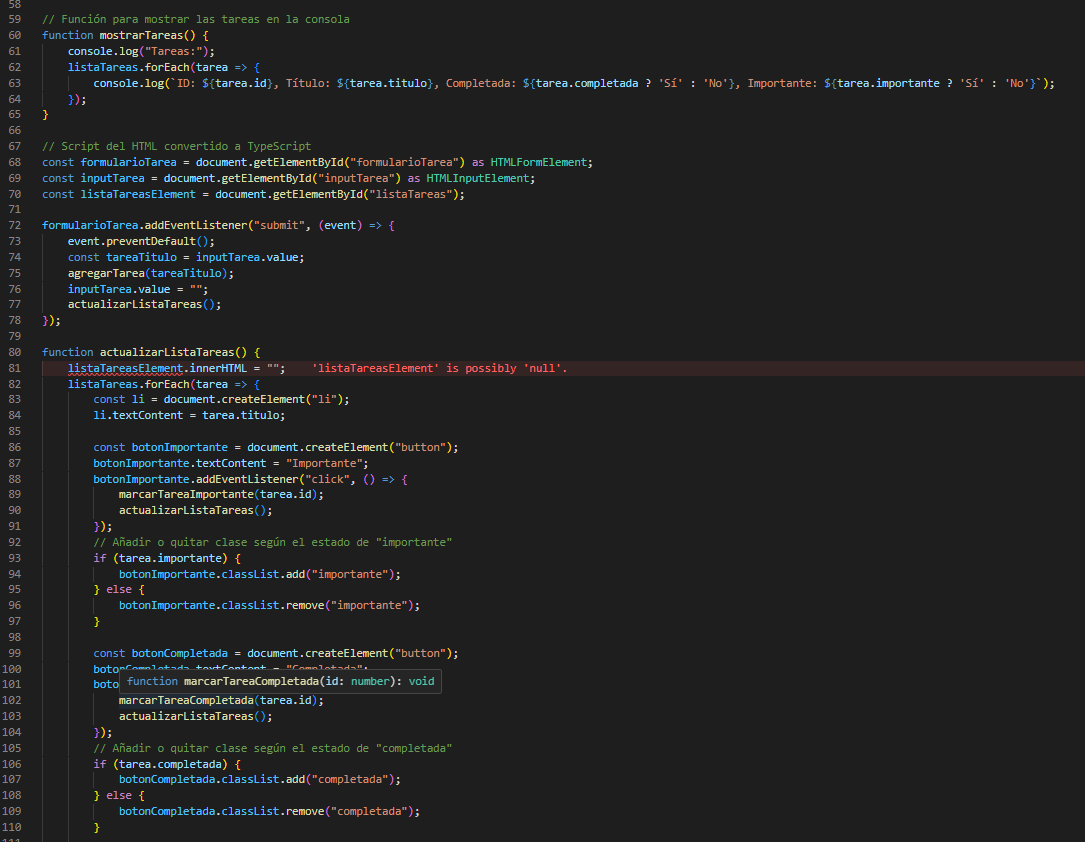 58
59 // Función para mostrar las tareas en la consola
60 function mostrarTareas() {
61     console.log("Tareas:");
62     listaTareas.forEach(tarea => {
63         console.log(`ID: ${tarea.id}, Título: ${tarea.titulo}, Completada: ${tarea.completada ? 'Sí' : 'No'}, Importante: ${tarea.importante ? 'Sí' : 'No'}`);
64     });
65 }
66
67 // Script del HTML convertido a TypeScript
68 const formularioTarea = document.getElementById("formularioTarea") as HTMLFormElement;
69 const inputTarea = document.getElementById("inputTarea") as HTMLInputElement;
70 const listaTareasElement = document.getElementById("listaTareas");
71
72 formularioTarea.addEventListener("submit", (event) => {
73     event.preventDefault();
74     const tareaTitulo = inputTarea.value;
75     agregarTarea(tareaTitulo);
76     inputTarea.value = "";
77     actualizarListaTareas();
78 });
79
80 function actualizarListaTareas() {
81     listaTareasElement.innerHTML = "";    'listaTareasElement' is possibly 'null'.
82     listaTareas.forEach(tarea => {
83         const li = document.createElement("li");
84         li.textContent = tarea.titulo;
85
86         const botonImportante = document.createElement("button");
87         botonImportante.textContent = "Importante";
88         botonImportante.addEventListener("click", () => {
89             marcarTareaImportante(tarea.id);
90             actualizarListaTareas();
91         });
92         // Añadir o quitar clase según el estado de "importante"
93         if (tarea.importante) {
94             botonImportante.classList.add("importante");
95         } else {
96             botonImportante.classList.remove("importante");
97         }
98
99         const botonCompletada = document.createElement("button");
100         botonCompletada.textContent = "Completada";
101         boto
function marcarTareaCompletada(id: number): void
102             marcarTareaCompletada(tarea.id);
103             actualizarListaTareas();
104         });
105         // Añadir o quitar clase según el estado de "completada"
106         if (tarea.completada) {
107             botonCompletada.classList.add("completada");
108         } else {
109             botonCompletada.classList.remove("completada");
110         }